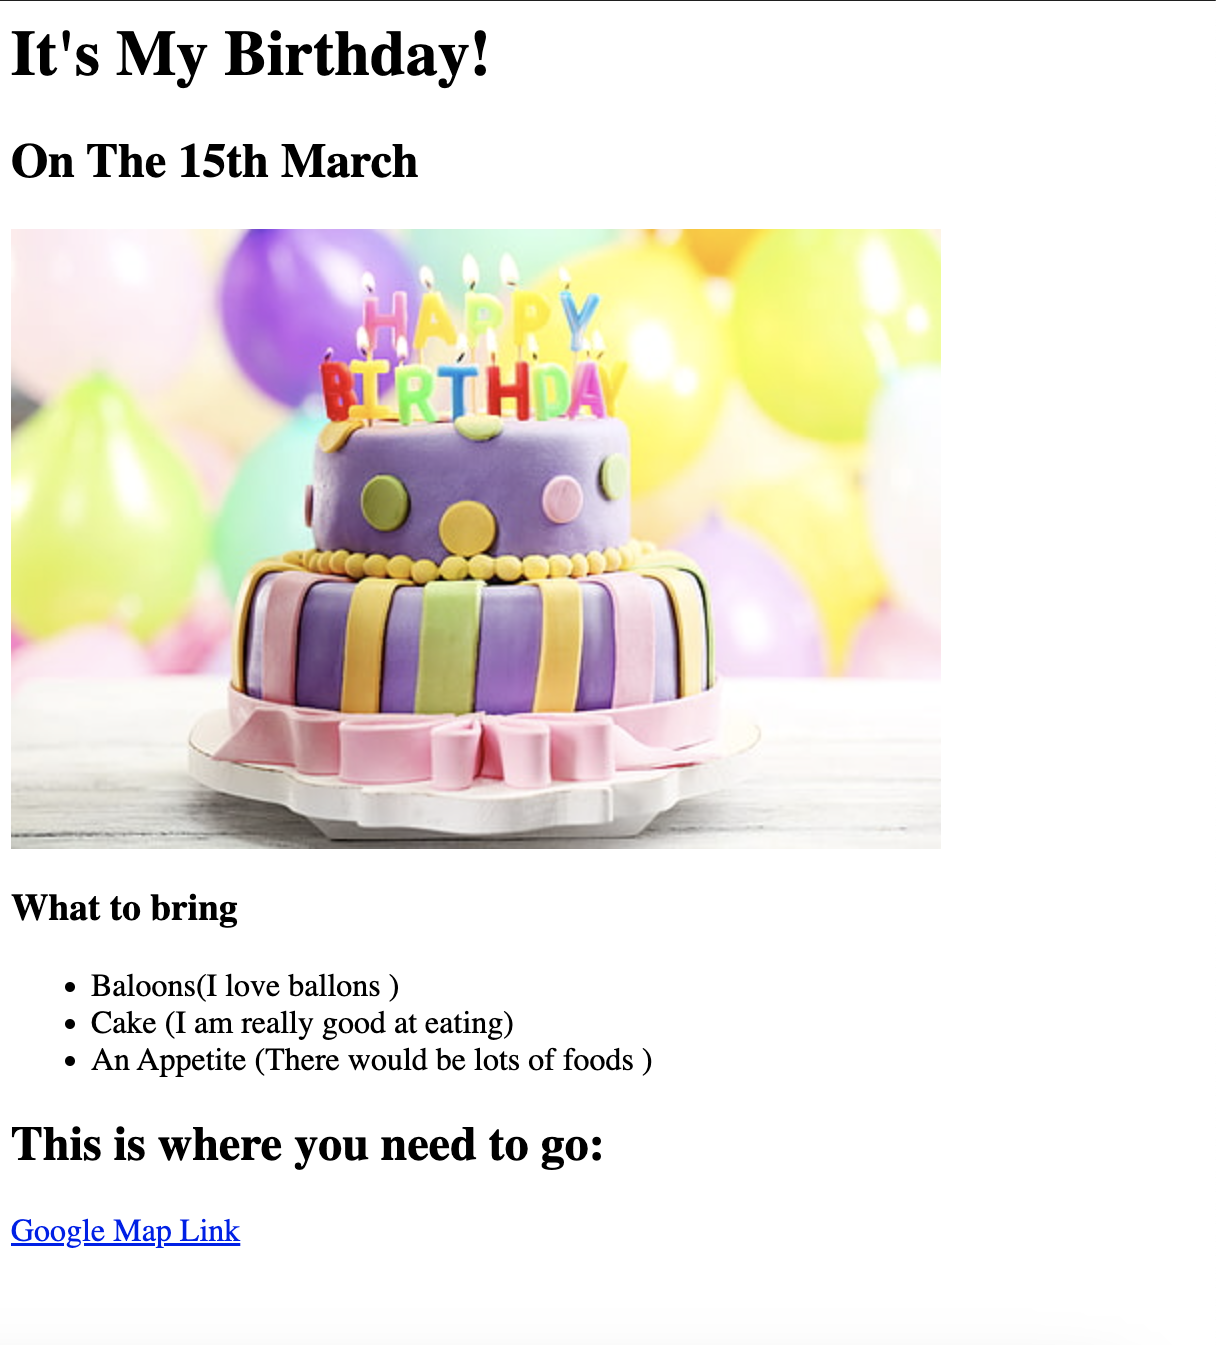 It's My Birthday!
On The 15th March
HAPPY
BIRTHDAY
What to bring
Baloons(I love ballons )
Cake (I am really good at eating)
An Appetite (There would be lots of foods )
This is where you need to go:
Google Map Link